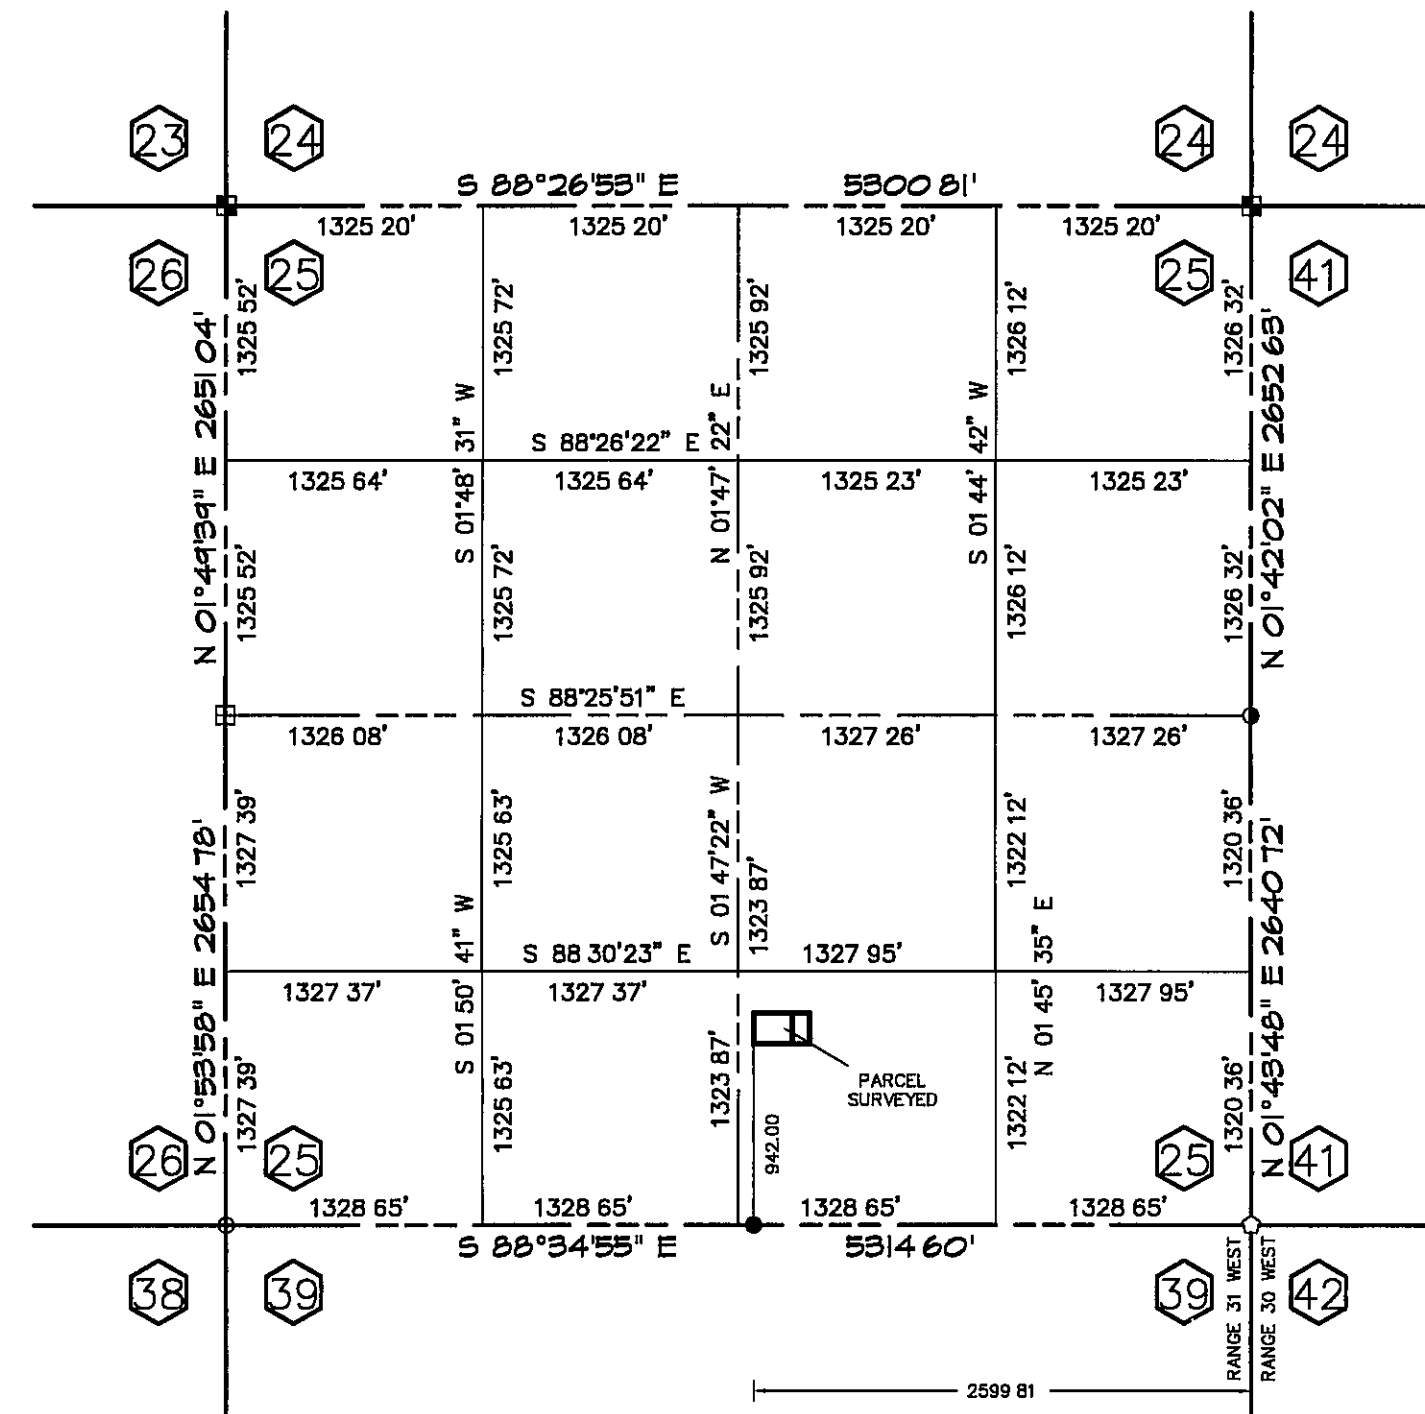 23 24 24 24
S 88°26'53" E 5300 81'
1325 20' 1325 20' 1325 20' 1325 20'
26 25 25 41
1325 52' 1325 72' 1325 92' 1326 12' 1326 32'
N 01°49'39" E 2651 04'
S 01°48' 31" W
N 01°47' 22" E
S 01 44' 42" W
N 01°42'02" E 2652 63'
S 88°26'22" E
1325 64' 1325 64' 1325 23' 1325 23'
1325 52' 1325 72' 1325 92' 1326 12' 1326 32'
S 88°25'51" E
1326 08' 1326 08' 1327 26' 1327 26'
1327 39' 1325 63' 1323 87' 1322 12' 1320 36'
N 01°53'58" E 2654 78'
S 01 50' 41" W
S 01 47'22" W
N 01 45' 35" E
N 01°43'48" E 2640 72'
S 88 30'23" E 1327 95'
1327 37' 1327 37' 1327 95'
1327 39' 1325 63' 1323 87' 1322 12' 1320 36'
PARCEL
SURVEYED
942.00
26 25 25 41
1328 65' 1328 65' 1328 65' 1328 65'
S 88°34'55" E 5314 60'
38 39 39 42
RANGE 31 WEST
RANGE 30 WEST
2599 81